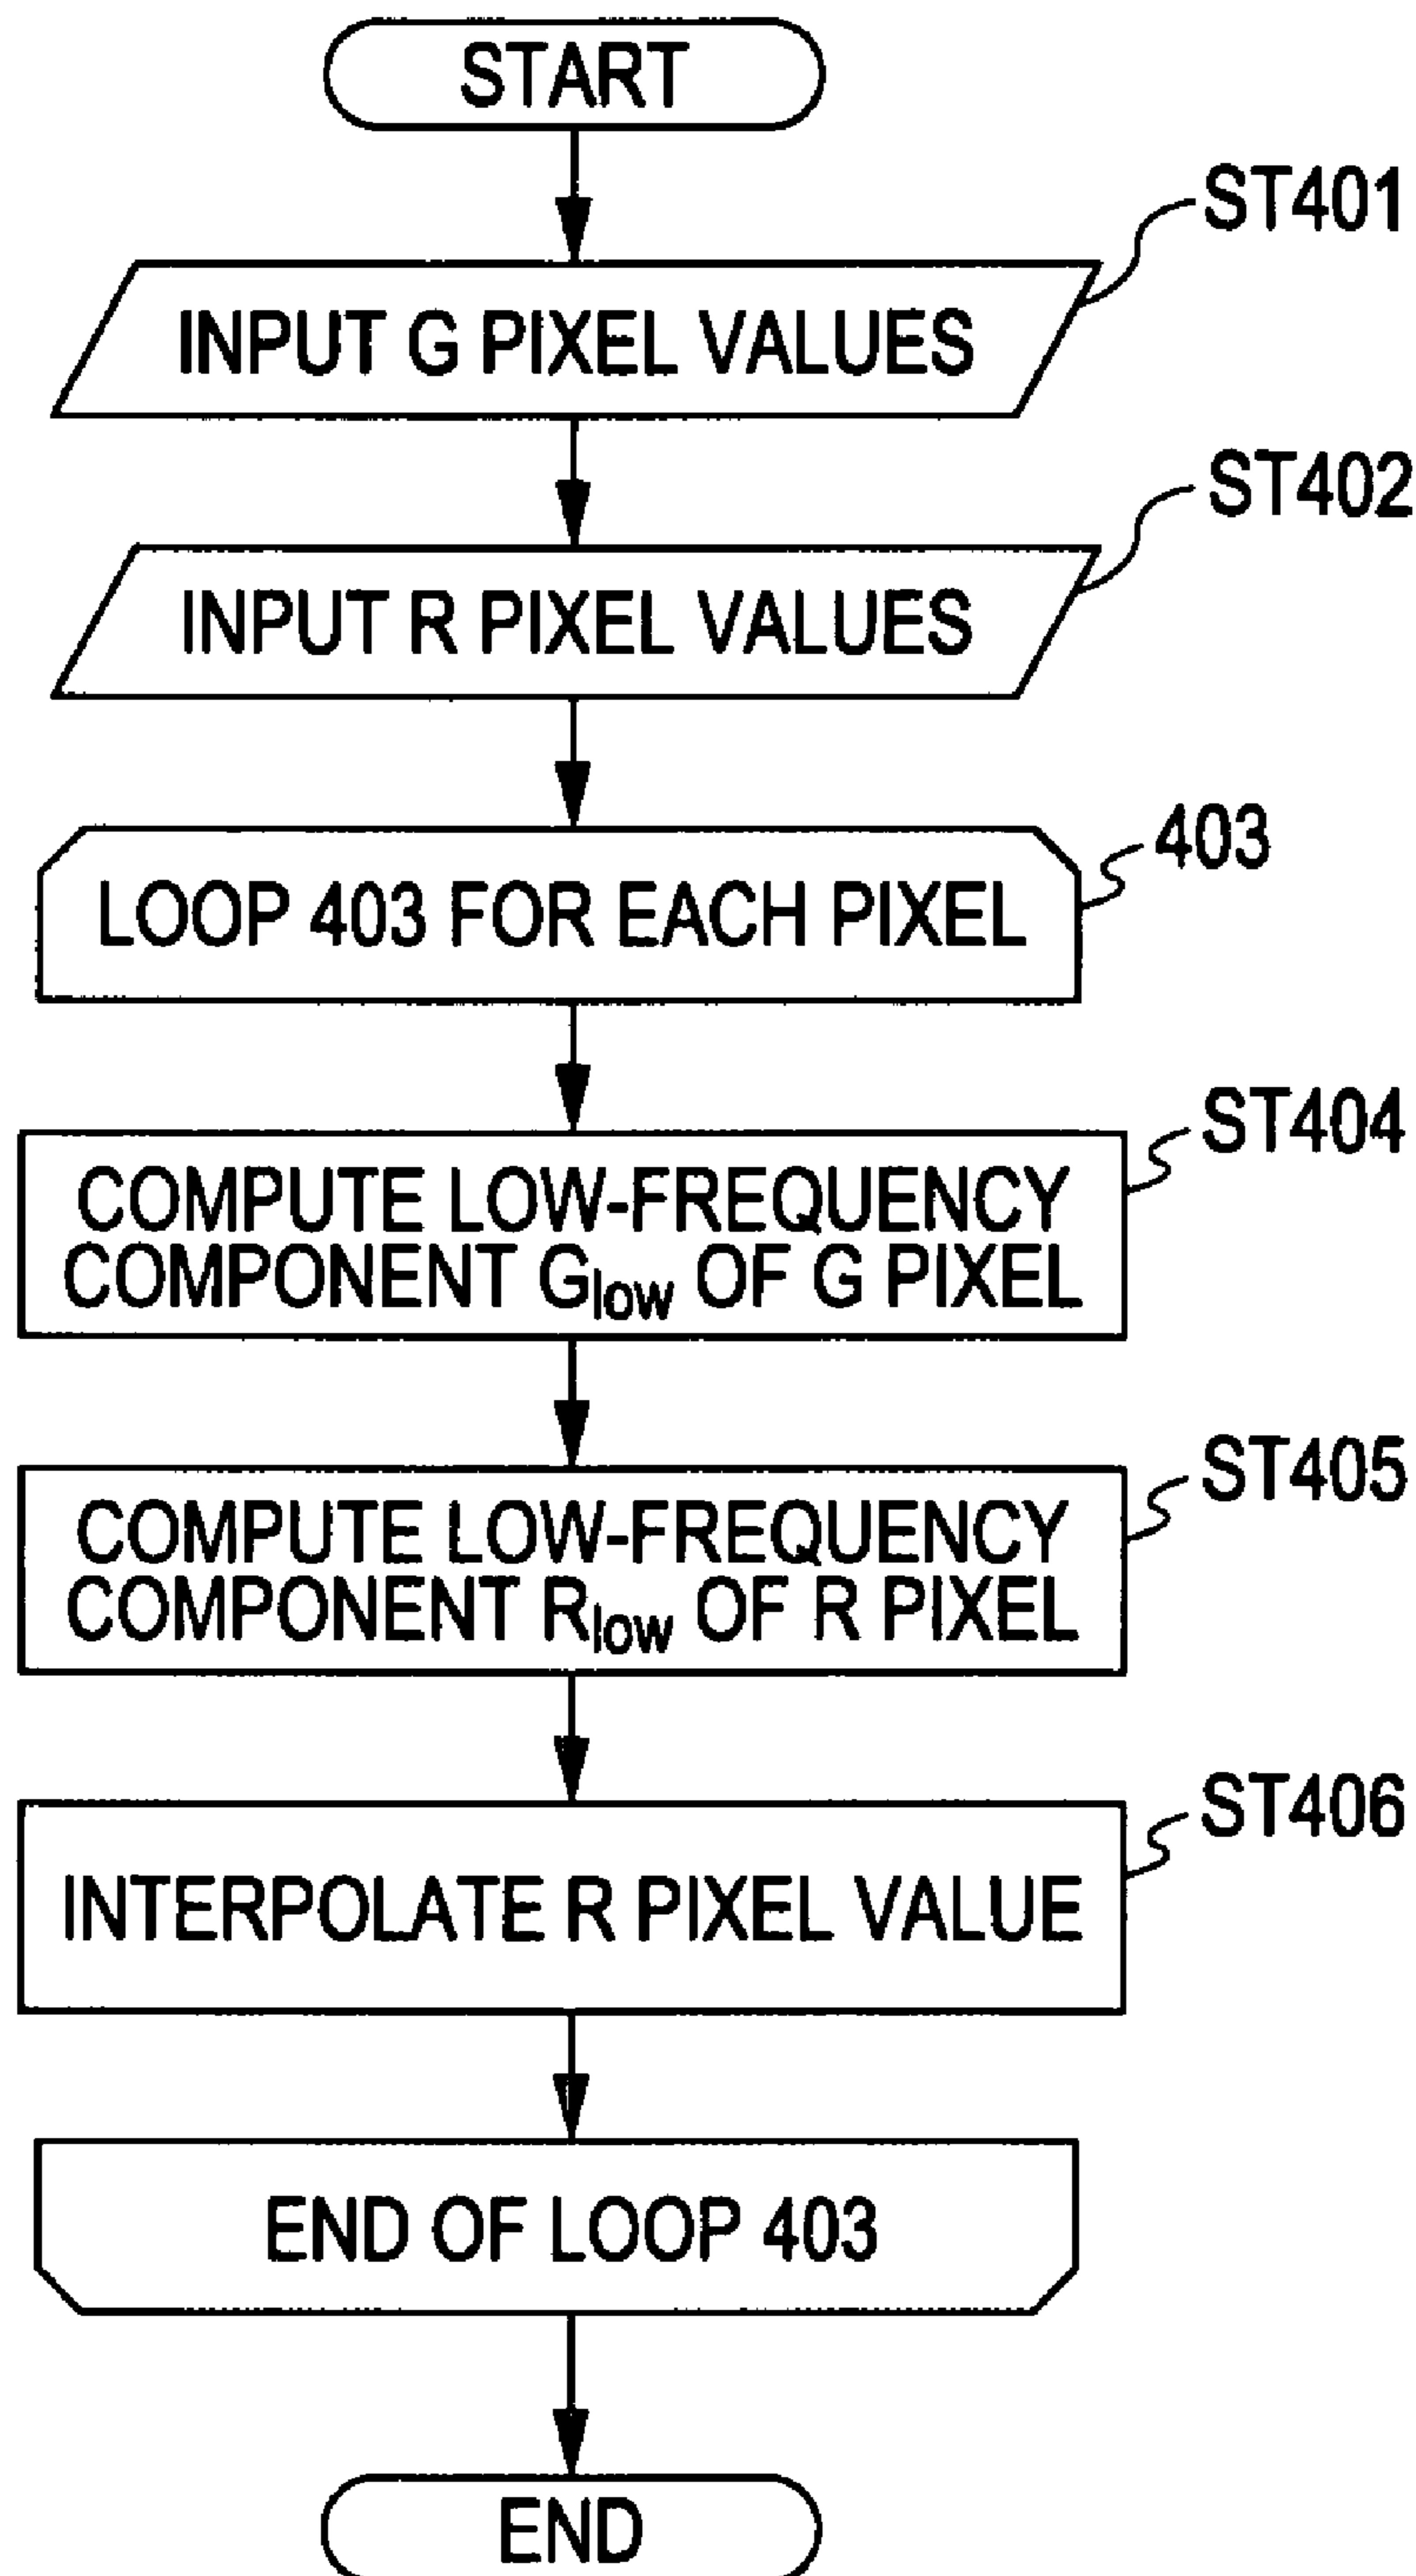 START
ST401
INPUT G PIXEL VALUES
ST402
INPUT R PIXEL VALUES
403
LOOP 403 FOR EACH PIXEL
ST404
COMPUTE LOW-FREQUENCY
COMPONENT Glow OF G PIXEL
ST405
COMPUTE LOW-FREQUENCY
COMPONENT Rlow OF R PIXEL
ST406
INTERPOLATE R PIXEL VALUE
END OF LOOP 403
END